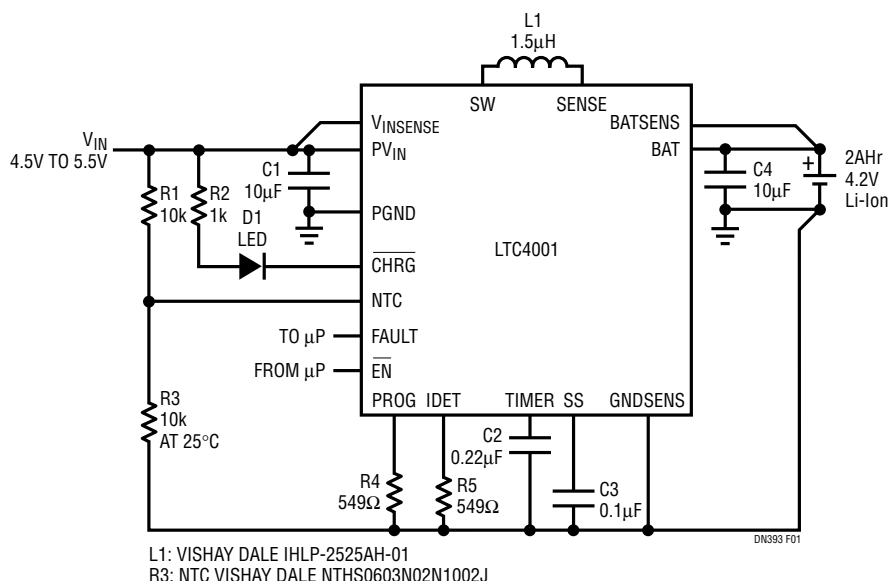 L1
1.5μH
SW
SENSE
VINSENSE
PVIN
BATSENS
BAT
VIN
4.5V TO 5.5V
R1
10k
R2
1k
C1
10μF
D1
LED
PGND
CHRG
NTC
LTC4001
C4
10μF
+
2AHr
4.2V
Li-Ion
TO μP
FAULT
FROM μP
EN
R3
10k
AT 25°C
PROG
IDET
TIMER
SS
GNDSENS
C2
0.22μF
R4
549Ω
R5
549Ω
C3
0.1μF
DN393 F01
L1: VISHAY DALE IHLP-2525AH-01
R3: NTC VISHAY DALE NTHS0603N02N1002J